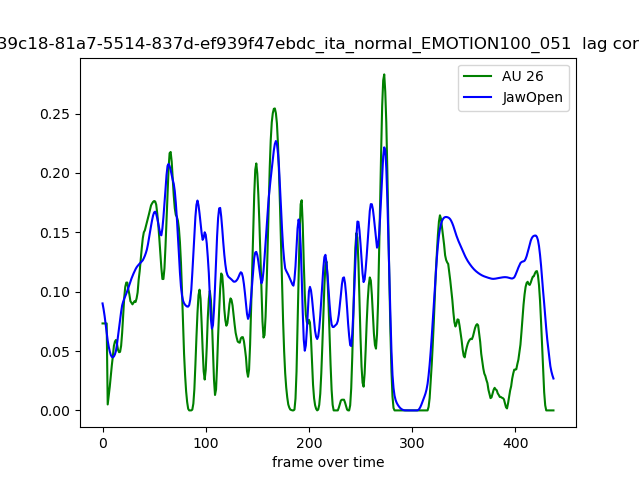 39c18-81a7-5514-837d-ef939f47ebdc_ita_normal_EMOTION100_051 lag cor
AU 26
JawOpen
0.25
0.20
0.15
0.10
0.05
0.00
0
100
200
300
400
frame over time